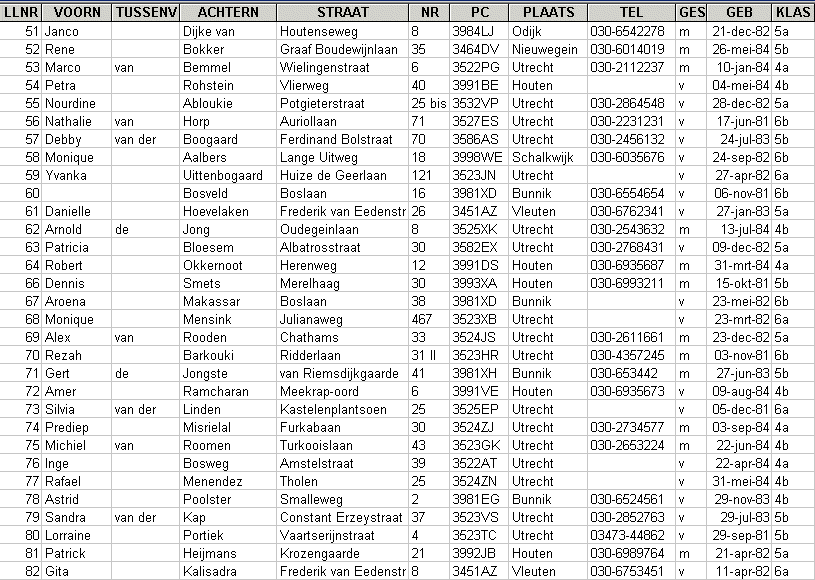 LLNR VOORN TUSSENV ACHTERN STRAAT NR PC PLAATS TEL GES GEB KLAS
51 Janco Dijke van Houtenseweg 8 3984LJ Odijk 030-6542278 m 21-dec-82 5a
52 Rene Bokker Graaf Boudewijnlaan 35 3464DV Nieuwegein 030-6014019 m 26-mei-84 5b
53 Marco van Bemmel Wielingenstraat 6 3522PG Utrecht 030-2112237 m 10-jan-84 4a
54 Petra Rohstein Vlierweg 40 3991BE Houten v 04-mei-84 4b
55 Nourdine Abloukie Potgieterstraat 25 bis 3532VP Utrecht 030-2864548 v 28-dec-82 5a
56 Nathalie van Horp Auriollaan 71 3527ES Utrecht 030-2231231 v 17-jun-81 6b
57 Debby van der Boogaard Ferdinand Bolstraat 70 3586AS Utrecht 030-2456132 v 24-jul-83 5b
58 Monique Aalbers Lange Uitweg 18 3998WE Schalkwijk 030-6035676 v 24-sep-82 6b
59 Yvanka Uittenbogaard Huize de Geerlaan 121 3523JN Utrecht v 27-apr-82 6a
60 Bosveld Boslaan 16 3981XD Bunnik 030-6554654 v 06-nov-81 6b
61 Danielle Hoevelaken Frederik van Eedenstr 26 3451AZ Vleuten 030-6762341 v 27-jan-83 5a
62 Arnold de Jong Oudegeinlaan 8 3525XK Utrecht 030-2543632 m 13-jul-84 4b
63 Patricia Bloesem Albatrosstraat 30 3582EX Utrecht 030-2768431 v 09-dec-82 5a
64 Robert Okkernoot Herenweg 12 3991DS Houten 030-6935687 m 31-mrt-84 4a
66 Dennis Smets Merelhaag 30 3993XA Houten 030-6993211 m 15-okt-81 5b
67 Aroena Makassar Boslaan 38 3981XD Bunnik v 23-mei-82 6b
68 Monique Mensink Julianaweg 467 3523XB Utrecht v 23-mrt-82 6a
69 Alex van Rooden Chathams 33 3524JS Utrecht 030-2611661 m 23-dec-82 5a
70 Rezah Barkouki Ridderlaan 31 II 3523HR Utrecht 030-4357245 m 03-nov-81 6b
71 Gert de Jongste van Riemsdijkgaarde 41 3981XH Bunnik 030-653442 m 27-jun-83 5b
72 Amer Ramcharan Meekrap-oord 6 3991VE Houten 030-6935673 v 09-aug-84 4b
73 Silvia van der Linden Kastelenplantsoen 25 3525EP Utrecht v 05-dec-81 6a
74 Prediep Misrielal Furkabaan 30 3524ZJ Utrecht 030-2734577 m 03-sep-84 4a
75 Michiel van Roomen Turkooislaan 43 3523GK Utrecht 030-2653224 m 22-jun-84 4b
76 Inge Bosweg Amstelstraat 39 3522AT Utrecht v 22-apr-84 4a
77 Rafael Menendez Tholen 25 3524ZN Utrecht v 31-mei-84 4b
78 Astrid Poolster Smalleweg 2 3981EG Bunnik 030-6524561 v 29-nov-83 4b
79 Sandra van der Kap Constant Erzeystraat 37 3523VS Utrecht 030-2852763 v 29-jul-83 5b
80 Lorraine Portiek Vaartserijnstraat 4 3523TC Utrecht 03473-44862 v 29-sep-81 5b
81 Patrick Heijmans Krozengaarde 21 3992JB Houten 030-6989764 m 21-apr-82 5a
82 Gita Kalisadra Frederik van Eedenstr 8 3451AZ Vleuten 030-6753451 v 11-apr-82 6a